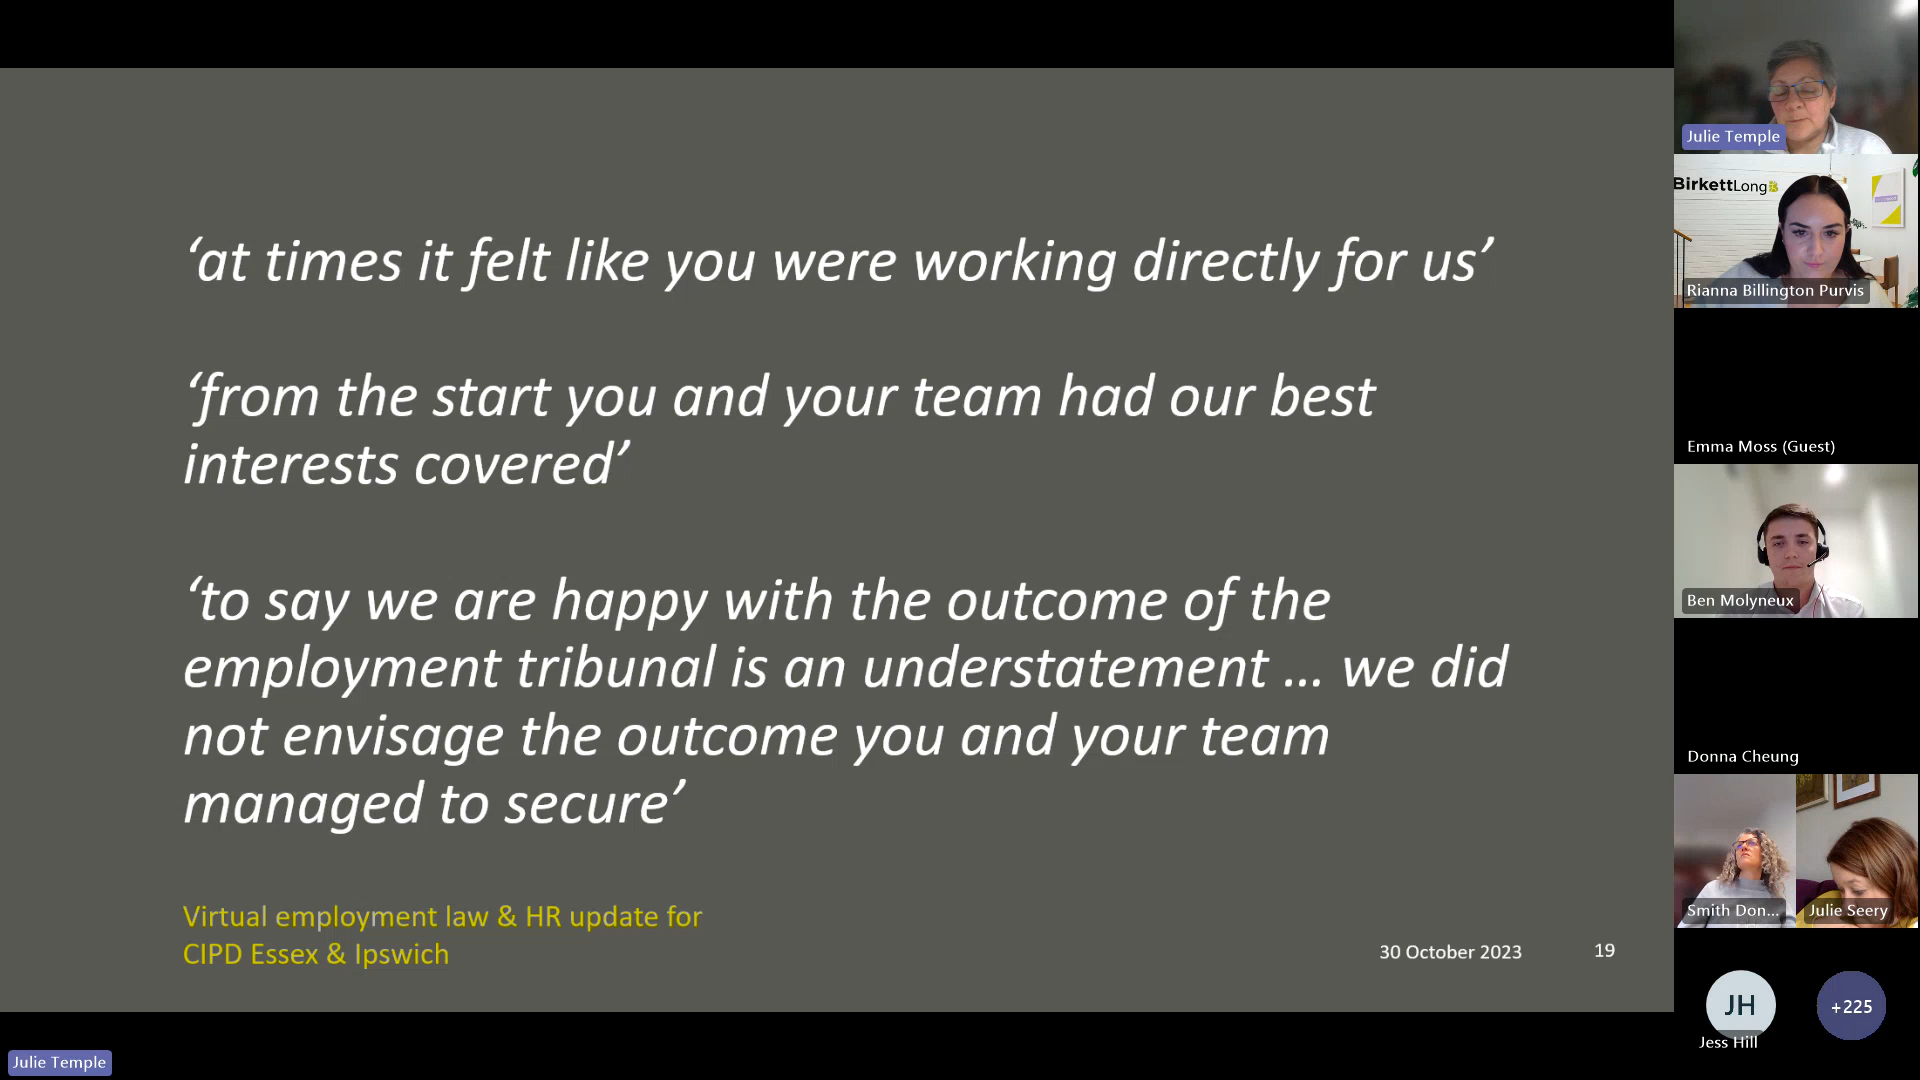 ‘at times it felt like you were working directly for us’
‘from the start you and your team had our best
interests covered’
‘to say we are happy with the outcome of the
employment tribunal is an understatement … we did
not envisage the outcome you and your team
managed to secure’
Virtual employment law & HR update for
CIPD Essex & Ipswich
30 October 2023
19
Julie Temple
Julie Temple
BirkettLong
Rianna Billington Purvis
Emma Moss (Guest)
Ben Molyneux
Donna Cheung
Smith Don...
Julie Seery
JH
Jess Hill
+225